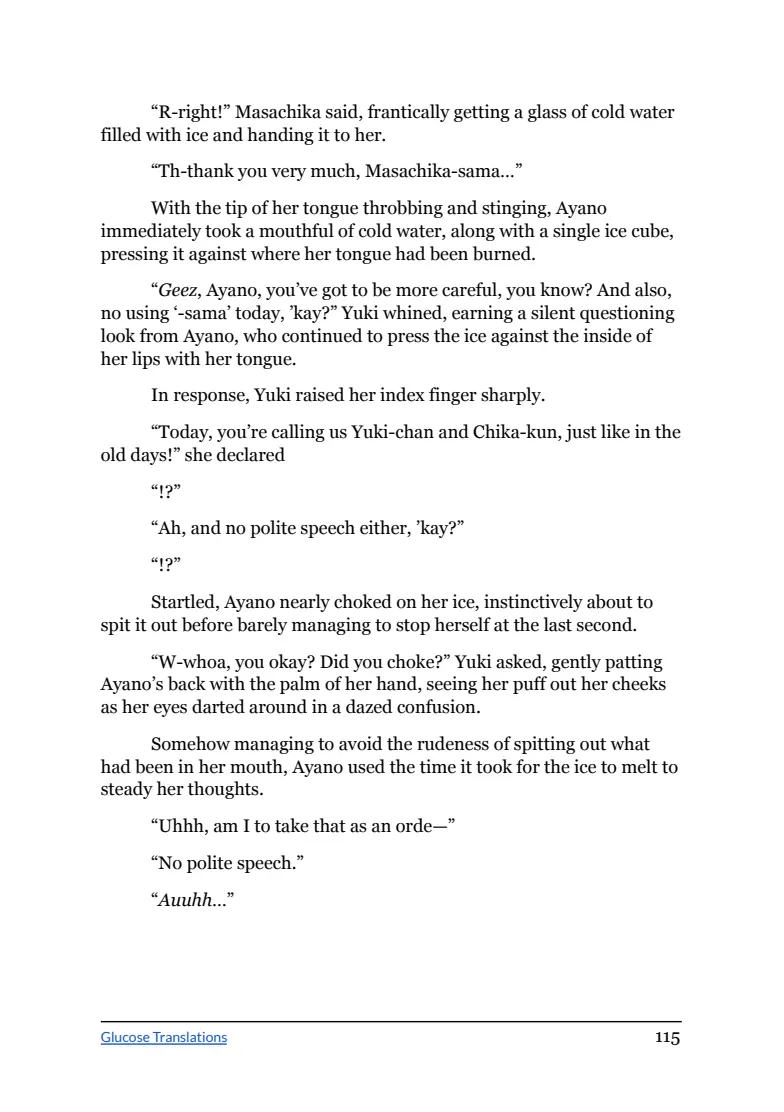 “R-right!” Masachika said, frantically getting a glass of cold water
filled with ice and handing it to her.
“Th-thank you very much, Masachika-sama…”
With the tip of her tongue throbbing and stinging, Ayano
immediately took a mouthful of cold water, along with a single ice cube,
pressing it against where her tongue had been burned.
“Geez, Ayano, you’ve got to be more careful, you know? And also,
no using ‘-sama’ today, ’kay?” Yuki whined, earning a silent questioning
look from Ayano, who continued to press the ice against the inside of
her lips with her tongue.
In response, Yuki raised her index finger sharply.
“Today, you’re calling us Yuki-chan and Chika-kun, just like in the
old days!” she declared
“!?”
“Ah, and no polite speech either, ’kay?”
“!?”
Startled, Ayano nearly choked on her ice, instinctively about to
spit it out before barely managing to stop herself at the last second.
“W-whoa, you okay? Did you choke?” Yuki asked, gently patting
Ayano’s back with the palm of her hand, seeing her puff out her cheeks
as her eyes darted around in a dazed confusion.
Somehow managing to avoid the rudeness of spitting out what
had been in her mouth, Ayano used the time it took for the ice to melt to
steady her thoughts.
“Uhhh, am I to take that as an orde—”
“No polite speech.”
“Auuhh…”
Glucose Translations 115